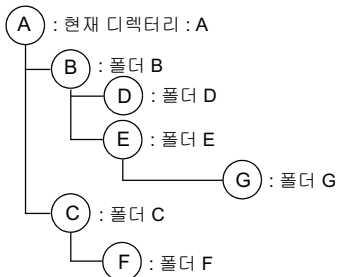 A : 현재 디렉터리 : A
B : 폴더 B
D : 폴더 D
E : 폴더 E
G : 폴더 G
C : 폴더 C
F : 폴더 F